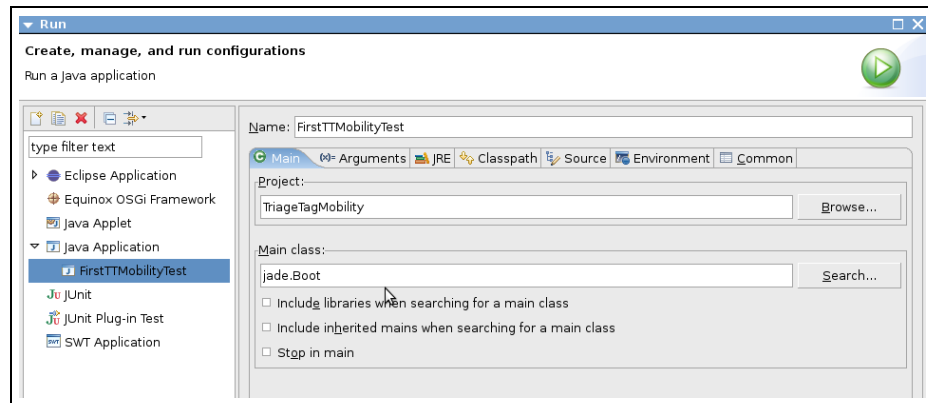 Run
Create, manage, and run configurations
Run a Java application
type filter text
Eclipse Application
Equinox OSGi Framework
Java Applet
Java Application
FirstTTMobilityTest
JUnit
JUnit Plug-in Test
SWT Application
Name: FirstTTMobilityTest
Main (x)= Arguments JRE Classpath Source Environment Common
Project:
TriageTagMobility Browse...
Main class:
jade.Boot Search...
Include libraries when searching for a main class
Include inherited mains when searching for a main class
Stop in main